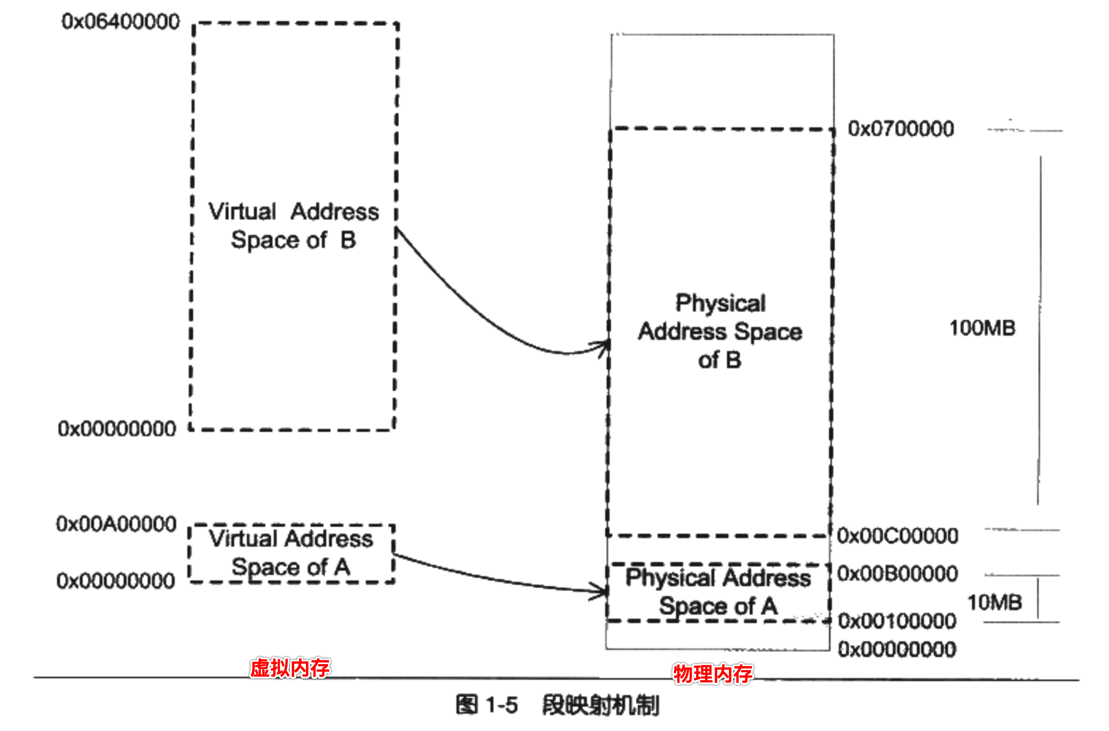 0x06400000
0x0700000
Virtual Address
Space of B
Physical
Address Space
of B
100MB
0x00000000
0x00A00000
Virtual Address
Space of A
0x00000000
0x00C00000
0x00B00000
Physical Address
Space of A
10MB
0x00100000
0x00000000
虚拟内存
物理内存
图 1-5 段映射机制